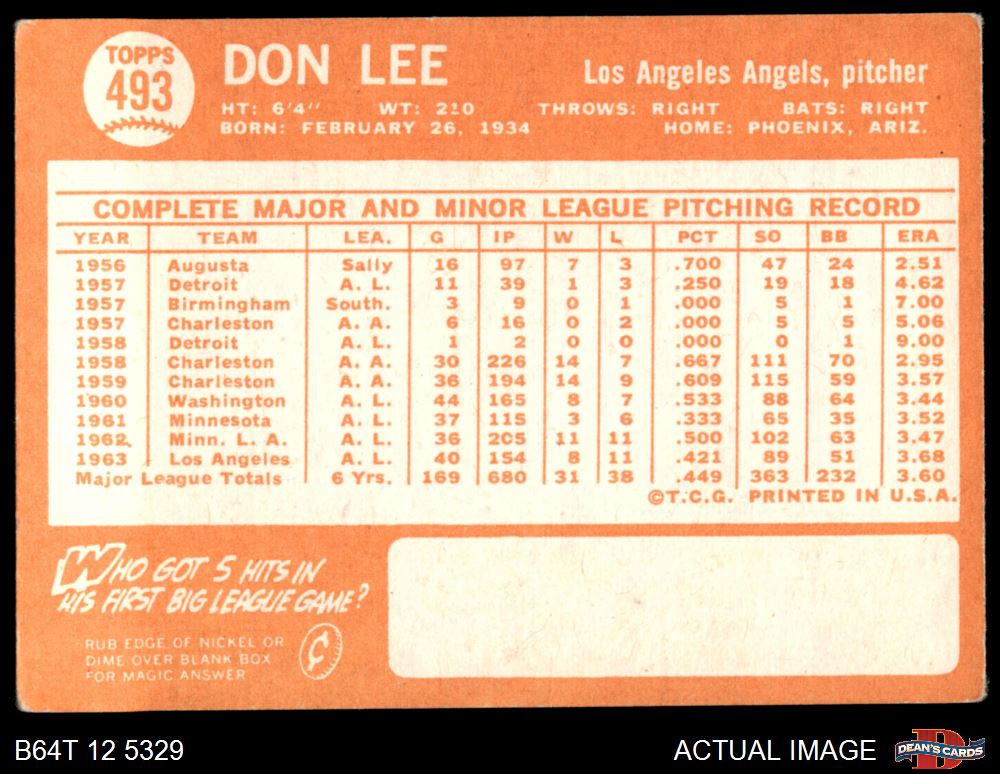 TOPPS
493
DON LEE
Los Angeles Angels, pitcher
HT: 6'4" WT: 210 THROWS: RIGHT BATS: RIGHT
BORN: FEBRUARY 26, 1934 HOME: PHOENIX, ARIZ.
COMPLETE MAJOR AND MINOR LEAGUE PITCHING RECORD
YEAR TEAM LEA. G IP W L PCT SO BB ERA
1956 Augusta Sally 16 97 7 3 .700 47 24 2.51
1957 Detroit A. L. 11 39 1 3 .250 19 18 4.62
1957 Birmingham South. 3 9 0 1 .000 5 1 7.00
1957 Charleston A. A. 6 16 0 2 .000 5 5 5.06
1958 Detroit A. L. 1 2 0 0 .000 0 1 9.00
1958 Charleston A. A. 30 226 14 7 .667 111 70 2.95
1959 Charleston A. A. 36 194 14 9 .609 115 59 3.57
1960 Washington A. L. 44 165 8 7 .533 88 64 3.44
1961 Minnesota A. L. 37 115 3 6 .333 65 35 3.52
1962 Minn. L. A. A. L. 36 205 11 11 .500 102 63 3.47
1963 Los Angeles A. L. 40 154 8 11 .421 89 51 3.68
Major League Totals 6 Yrs. 169 680 31 38 .449 363 232 3.60
©T.C.G. PRINTED IN U.S.A.
WHO GOT 5 HITS IN
HIS FIRST BIG LEAGUE GAME?
RUB EDGE OF NICKEL OR
DIME OVER BLANK BOX
FOR MAGIC ANSWER
¢
B64T 12 5329
ACTUAL IMAGE
D
DEAN'S CARDS